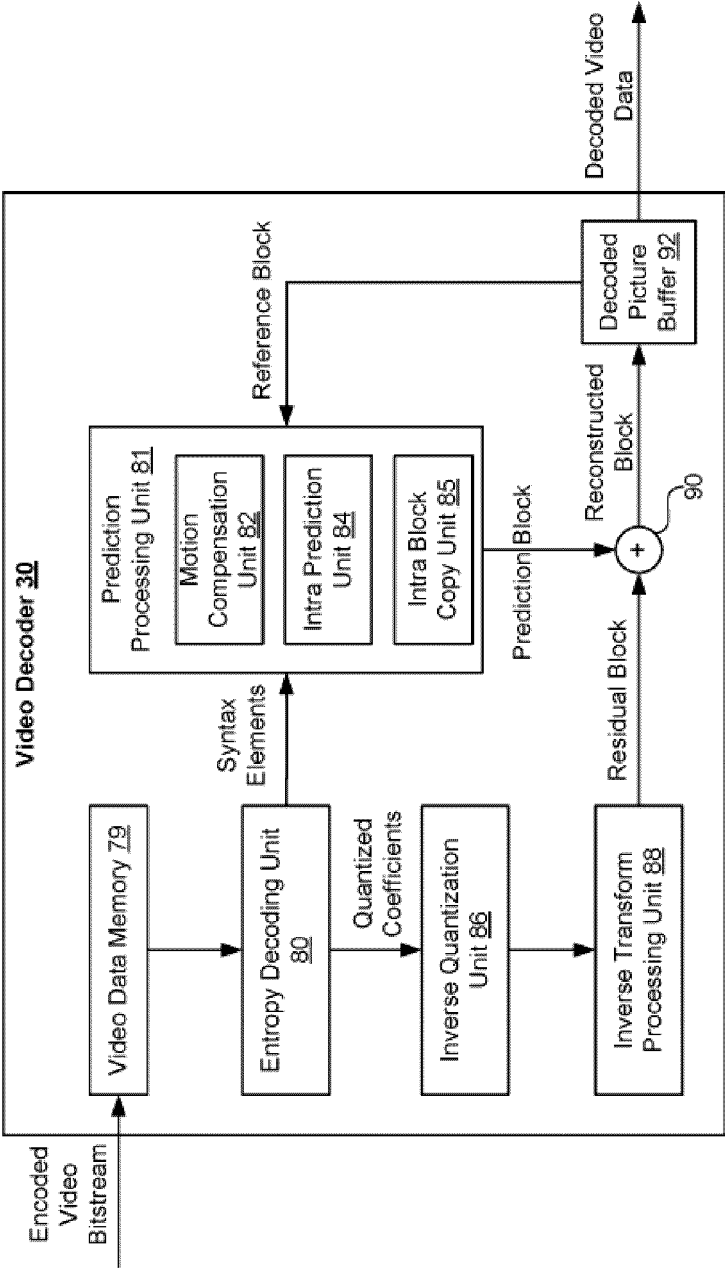 Video Decoder 30
Encoded
Video
Bitstream
Video Data Memory 79
Entropy Decoding Unit
80
Syntax
Elements
Quantized
Coefficients
Inverse Quantization
Unit 86
Inverse Transform
Processing Unit 88
Prediction
Processing Unit 81
Motion
Compensation
Unit 82
Intra Prediction
Unit 84
Intra Block
Copy Unit 85
Reference Block
Prediction Block
Residual Block
+
90
Reconstructed
Block
Decoded
Picture
Buffer 92
Decoded Video
Data